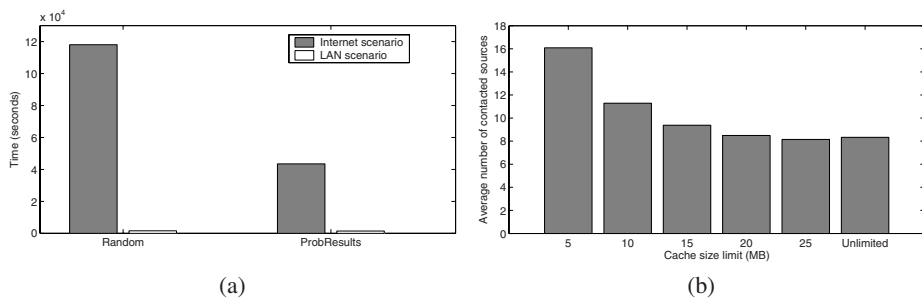 x 10^4
12
10
8
6
4
2
0
Time (seconds)
Internet scenario
LAN scenario
Random
ProbResults
(a)
18
16
14
12
10
8
6
4
2
0
Average number of contacted sources
5 10 15 20 25 Unlimited
Cache size limit (MB)
(b)